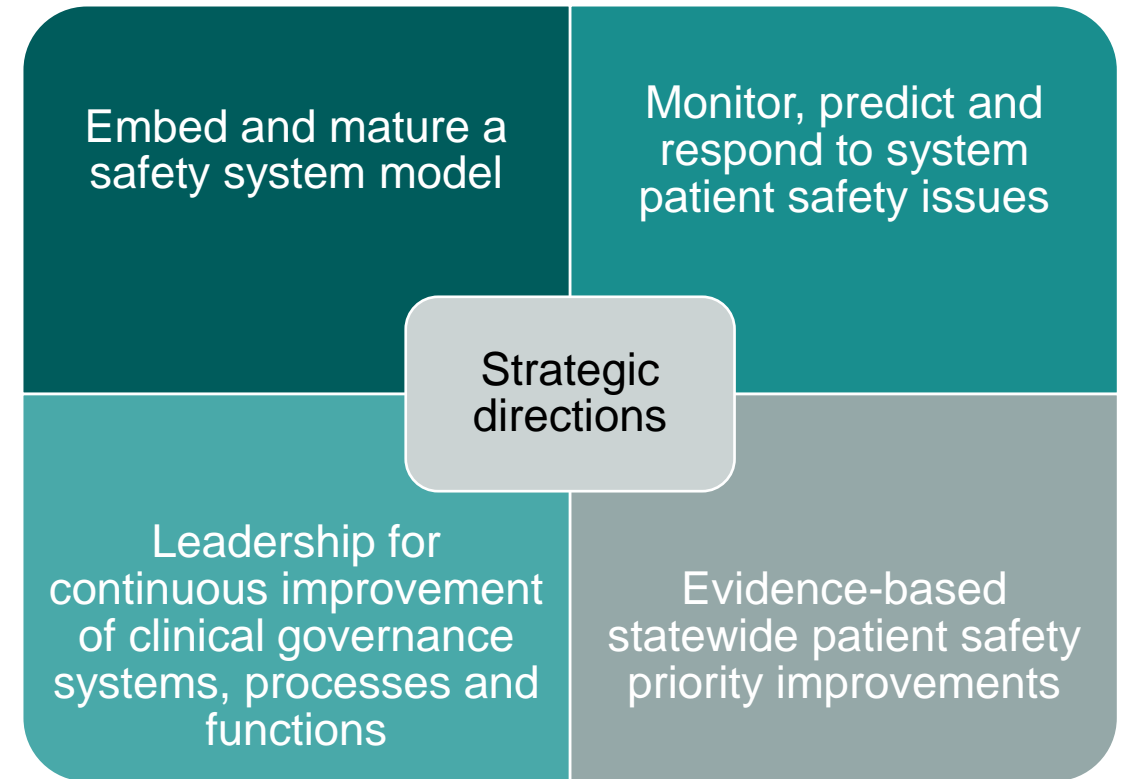 Embed and mature a
safety system model
Monitor, predict and
respond to system
patient safety issues
Strategic
directions
Leadership for
continuous improvement
of clinical governance
systems, processes and
functions
Evidence-based
statewide patient safety
priority improvements